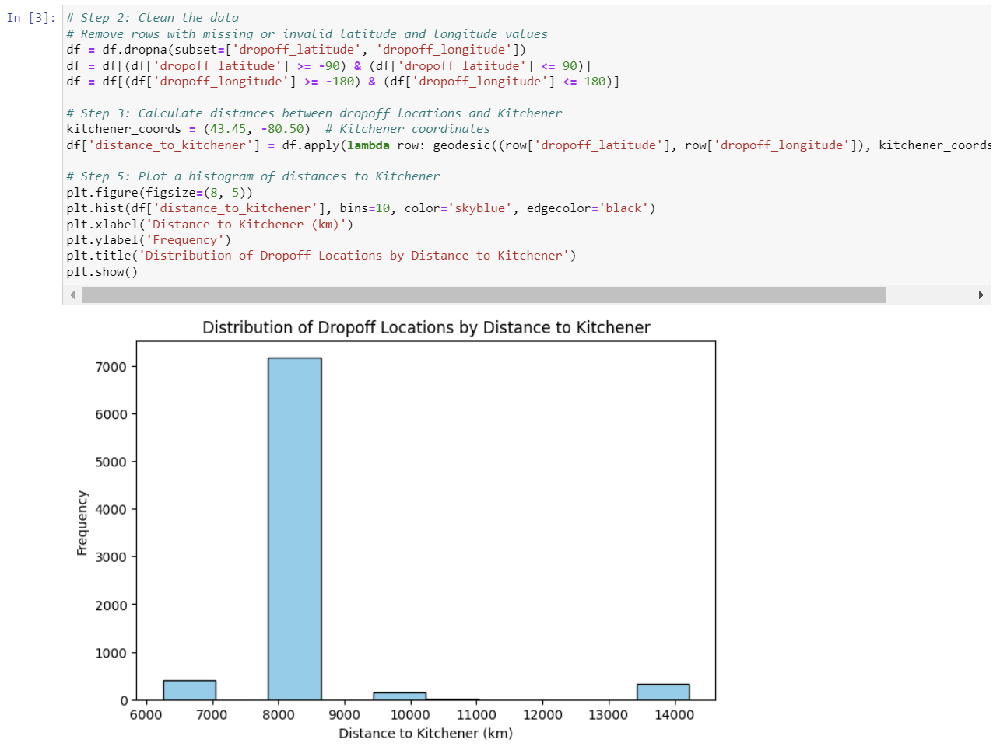 In [3]:
# Step 2: Clean the data
# Remove rows with missing or invalid latitude and longitude values
df = df.dropna(subset=['dropoff_latitude', 'dropoff_longitude'])
df = df[(df['dropoff_latitude'] >= -90) & (df['dropoff_latitude'] <= 90)]
df = df[(df['dropoff_longitude'] >= -180) & (df['dropoff_longitude'] <= 180)]
# Step 3: Calculate distances between dropoff locations and Kitchener
kitchener_coords = (43.45, -80.50)  # Kitchener coordinates
df['distance_to_kitchener'] = df.apply(lambda row: geodesic((row['dropoff_latitude'], row['dropoff_longitude']), kitchener_coords
# Step 5: Plot a histogram of distances to Kitchener
plt.figure(figsize=(8, 5))
plt.hist(df['distance_to_kitchener'], bins=10, color='skyblue', edgecolor='black')
plt.xlabel('Distance to Kitchener (km)')
plt.ylabel('Frequency')
plt.title('Distribution of Dropoff Locations by Distance to Kitchener')
plt.show()
Distribution of Dropoff Locations by Distance to Kitchener
7000
6000
5000
4000
3000
2000
1000
0
Frequency
6000 7000 8000 9000 10000 11000 12000 13000 14000
Distance to Kitchener (km)